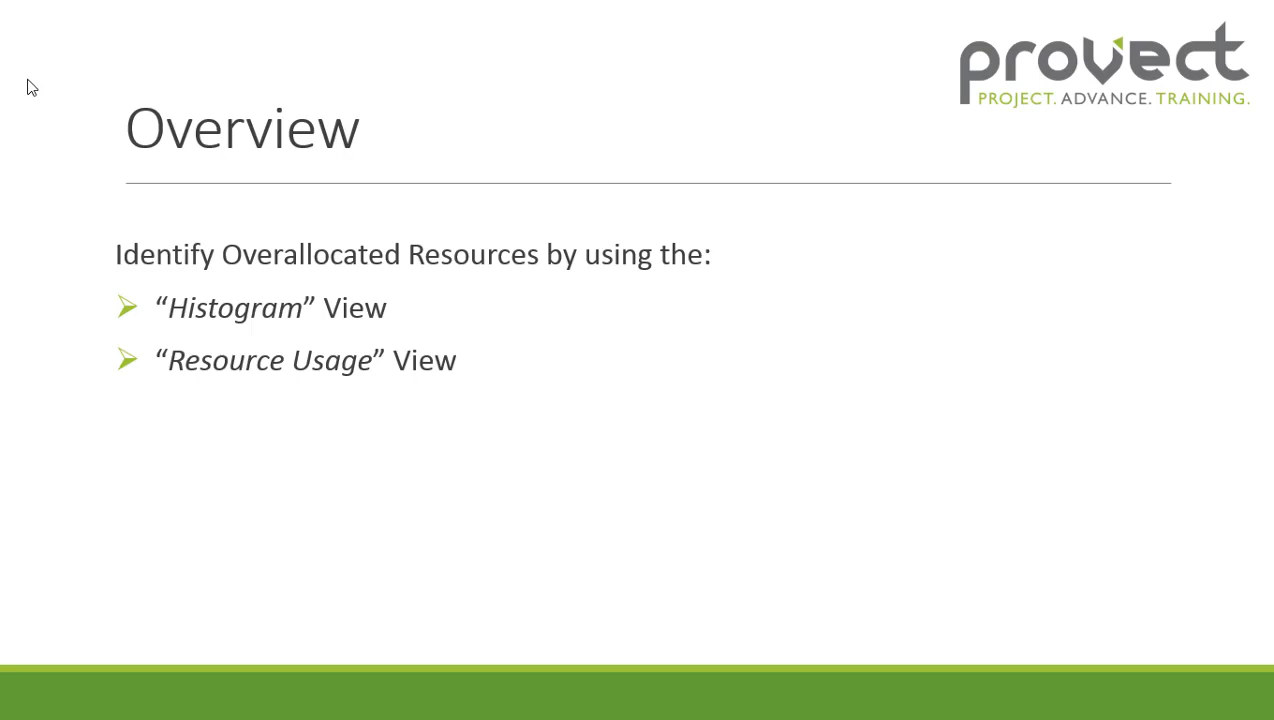 provect
PROJECT. ADVANCE. TRAINING.
Overview
Identify Overallocated Resources by using the:
“Histogram” View
“Resource Usage” View